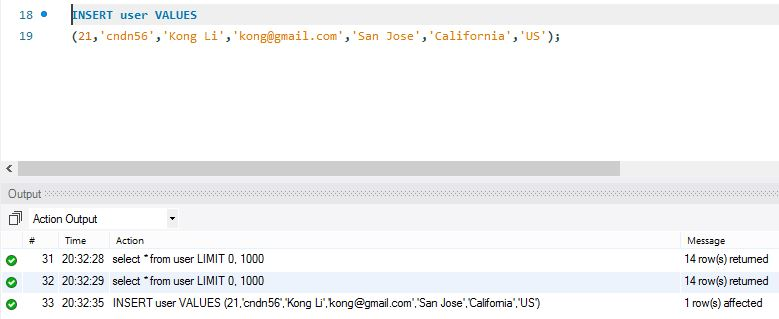 18 INSERT user VALUES
19 (21,'cndn56','Kong Li','kong@gmail.com','San Jose','California','US');
Output
Action Output
# Time Action Message
31 20:32:28 select * from user LIMIT 0, 1000 14 row(s) returned
32 20:32:29 select * from user LIMIT 0, 1000 14 row(s) returned
33 20:32:35 INSERT user VALUES (21,'cndn56','Kong Li','kong@gmail.com','San Jose','California','US') 1 row(s) affected